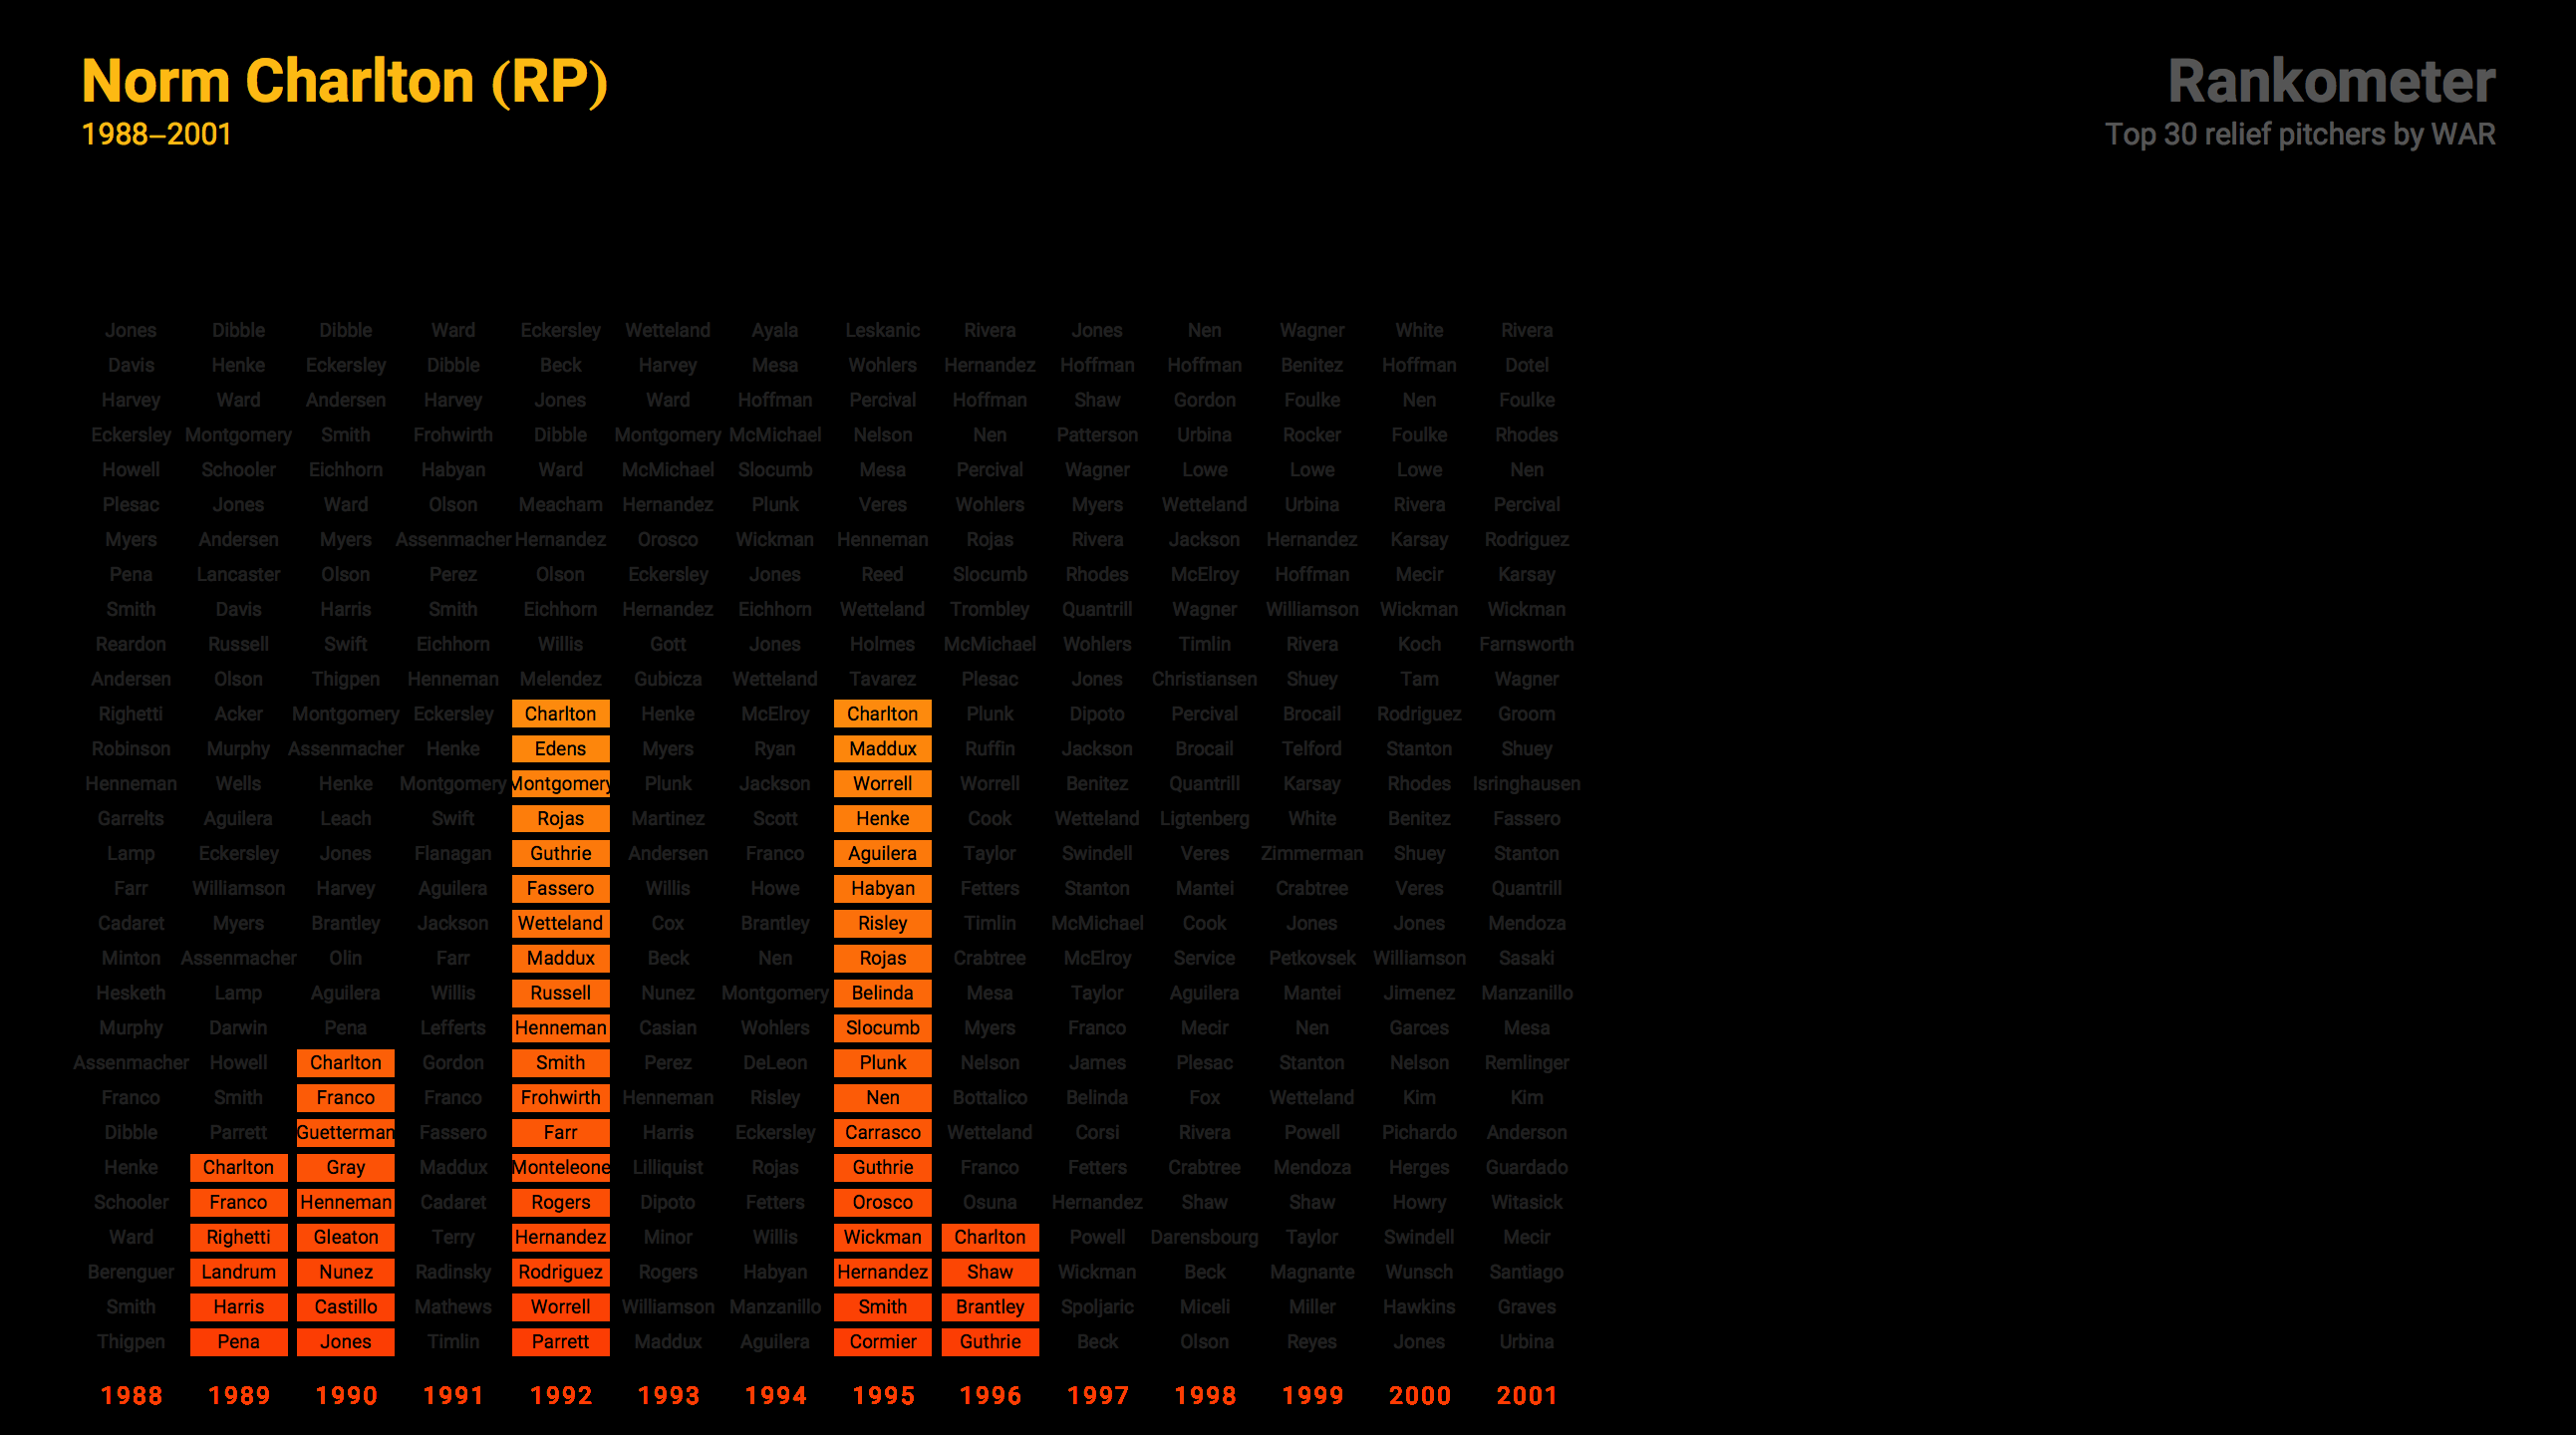 Norm Charlton (RP)
1988–2001
Rankometer
Top 30 relief pitchers by WAR
Jones Dibble Dibble Ward Eckersley Wetteland Ayala Leskanic Rivera Jones Nen Wagner White Rivera
Davis Henke Eckersley Dibble Beck Harvey Mesa Wohlers Hernandez Hoffman Hoffman Benitez Hoffman Dotel
Harvey Ward Andersen Harvey Jones Ward Hoffman Percival Hoffman Shaw Gordon Foulke Nen Foulke
Eckersley Montgomery Smith Frohwirth Dibble Montgomery McMichael Nelson Nen Patterson Urbina Rocker Foulke Rhodes
Howell Schooler Eichhorn Habyan Ward McMichael Slocumb Mesa Percival Wagner Lowe Lowe Lowe Nen
Plesac Jones Ward Olson Meacham Hernandez Plunk Veres Wohlers Myers Wetteland Urbina Rivera Percival
Myers Andersen Myers Assenmacher Hernandez Orosco Wickman Henneman Rojas Rivera Jackson Hernandez Karsay Rodriguez
Pena Lancaster Olson Perez Olson Eckersley Jones Reed Slocumb Rhodes McElroy Hoffman Mecir Karsay
Smith Davis Harris Smith Eichhorn Hernandez Eichhorn Wetteland Trombley Quantrill Wagner Williamson Wickman Wickman
Reardon Russell Swift Eichhorn Willis Gott Jones Holmes McMichael Wohlers Timlin Rivera Koch Farnsworth
Andersen Olson Thigpen Henneman Melendez Gubicza Wetteland Tavarez Plesac Jones Christiansen Shuey Tam Wagner
Righetti Acker Montgomery Eckersley Charlton Henke McElroy Charlton Plunk Dipoto Percival Brocail Rodriguez Groom
Robinson Murphy Assenmacher Henke Edens Myers Ryan Maddux Ruffin Jackson Brocail Telford Stanton Shuey
Henneman Wells Henke Montgomery Montgomery Plunk Jackson Worrell Worrell Benitez Quantrill Karsay Rhodes Isringhausen
Garrelts Aguilera Leach Swift Rojas Martinez Scott Henke Cook Wetteland Ligtenberg White Benitez Fassero
Lamp Eckersley Jones Flanagan Guthrie Andersen Franco Aguilera Taylor Swindell Veres Zimmerman Shuey Stanton
Farr Williamson Harvey Aguilera Fassero Willis Howe Habyan Fetters Stanton Mantei Crabtree Veres Quantrill
Cadaret Myers Brantley Jackson Wetteland Cox Brantley Risley Timlin McMichael Cook Jones Jones Mendoza
Minton Assenmacher Olin Farr Maddux Beck Nen Rojas Crabtree McElroy Service Petkovsek Williamson Sasaki
Hesketh Lamp Aguilera Willis Russell Nunez Montgomery Belinda Mesa Taylor Aguilera Mantei Jimenez Manzanillo
Murphy Darwin Pena Lefferts Henneman Casian Wohlers Slocumb Myers Franco Mecir Nen Garces Mesa
Assenmacher Howell Charlton Gordon Smith Perez DeLeon Plunk Nelson James Plesac Stanton Nelson Remlinger
Franco Smith Franco Franco Frohwirth Henneman Risley Nen Bottalico Belinda Fox Wetteland Kim Kim
Dibble Parrett Guetterman Fassero Farr Harris Eckersley Carrasco Wetteland Corsi Rivera Powell Pichardo Anderson
Henke Charlton Gray Maddux Monteleone Lilliquist Rojas Guthrie Franco Fetters Crabtree Mendoza Herges Guardado
Schooler Franco Henneman Cadaret Rogers Dipoto Fetters Orosco Osuna Hernandez Shaw Shaw Howry Witasick
Ward Righetti Gleaton Terry Hernandez Minor Willis Wickman Charlton Powell Darensbourg Taylor Swindell Mecir
Berenguer Landrum Nunez Radinsky Rodriguez Rogers Habyan Hernandez Shaw Wickman Beck Magnante Wunsch Santiago
Smith Harris Castillo Mathews Worrell Williamson Manzanillo Smith Brantley Spoljaric Miceli Miller Hawkins Graves
Thigpen Pena Jones Timlin Parrett Maddux Aguilera Cormier Guthrie Beck Olson Reyes Jones Urbina
1988 1989 1990 1991 1992 1993 1994 1995 1996 1997 1998 1999 2000 2001